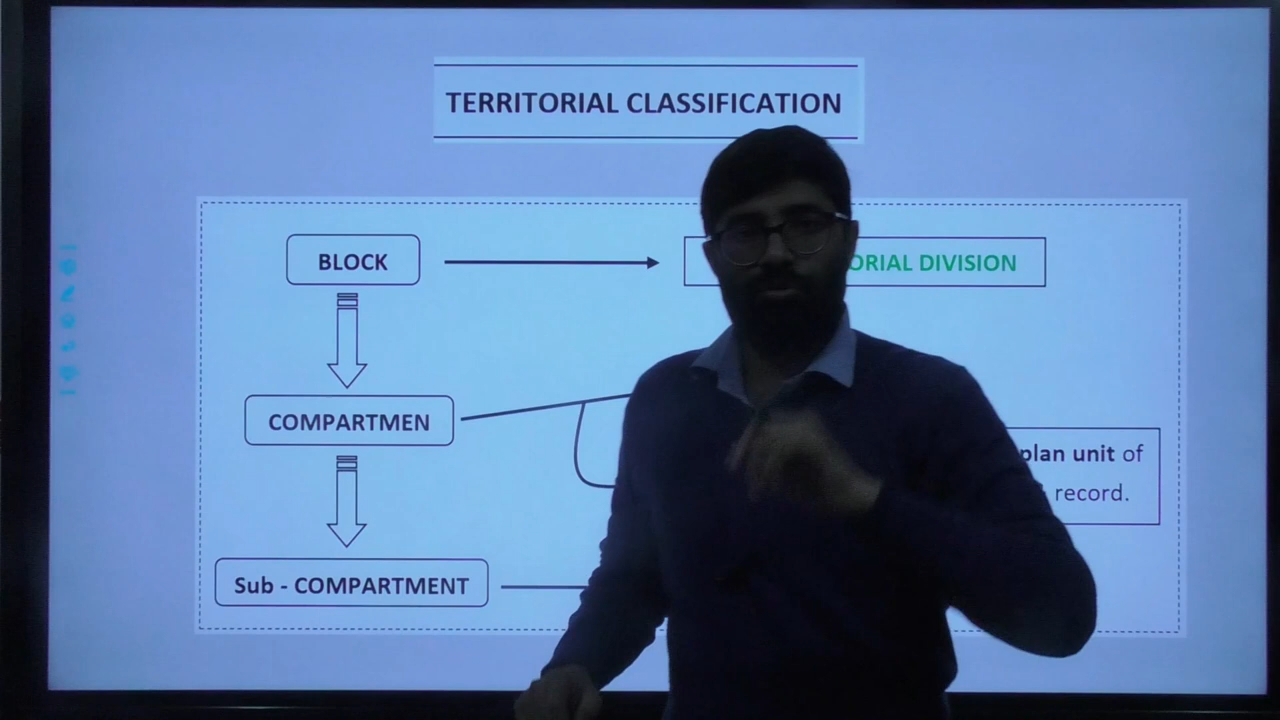 TERRITORIAL CLASSIFICATION
BLOCK
ORIAL DIVISION
COMPARTMEN
plan unit of
record.
Sub - COMPARTMENT